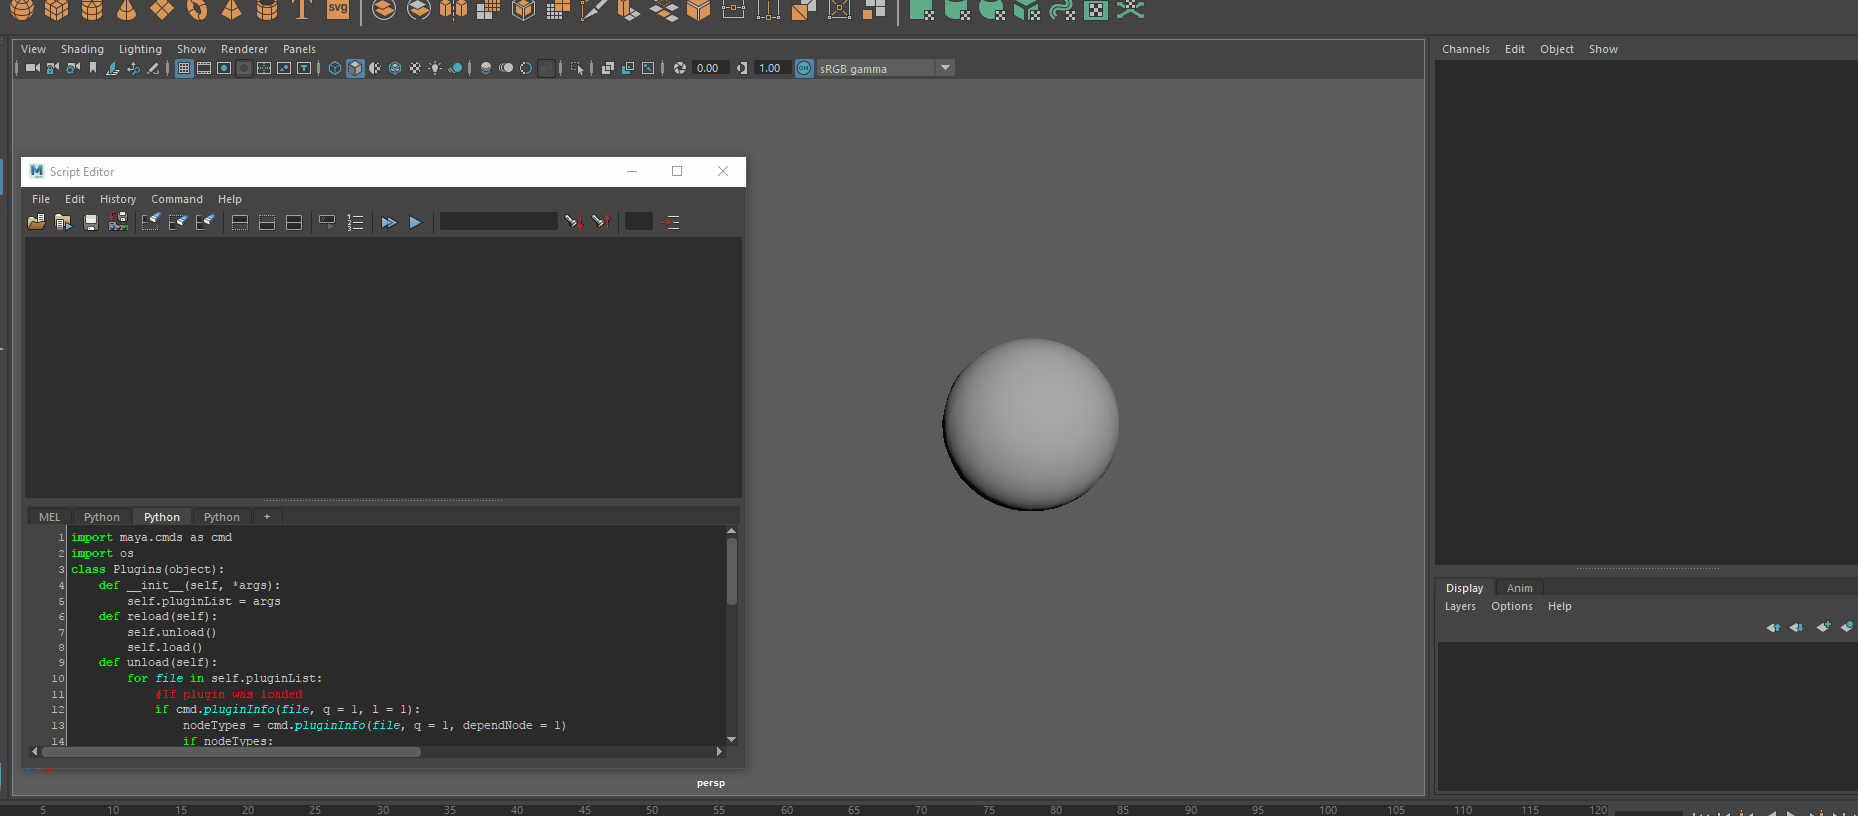 SVG
View Shading Lighting Show Renderer Panels
0.00 1.00 ON sRGB gamma
Channels Edit Object Show
M Script Editor
File Edit History Command Help
MEL Python Python Python +
1 import maya.cmds as cmd
2 import os
3 class Plugins(object):
4 def __init__(self, *args):
5 self.pluginList = args
6 def reload(self):
7 self.unload()
8 self.load()
9 def unload(self):
10 for file in self.pluginList:
11 #If plugin was loaded
12 if cmd.pluginInfo(file, q = 1, l = 1):
13 nodeTypes = cmd.pluginInfo(file, q = 1, dependNode = 1)
14 if nodeTypes:
Display Anim
Layers Options Help
persp
5 10 15 20 25 30 35 40 45 50 55 60 65 70 75 80 85 90 95 100 105 110 115 120